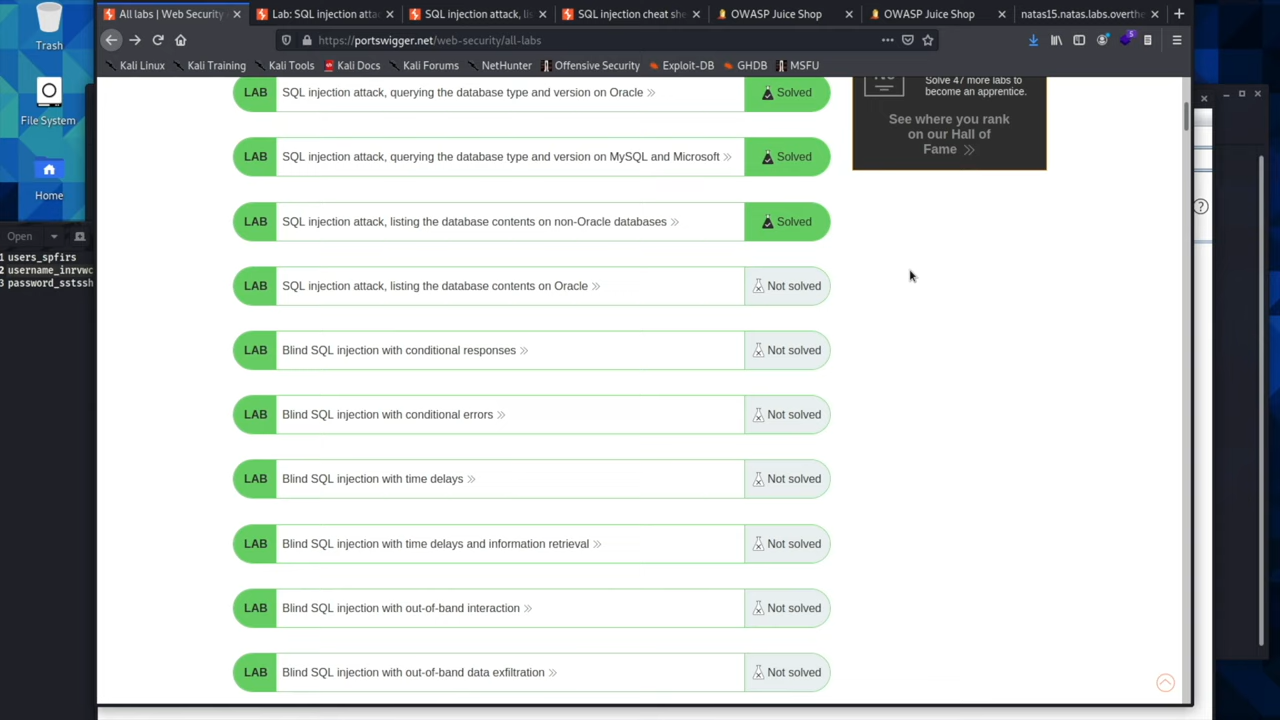 Trash
File System
Home
Open
1 users_spfirs
2 username_inrvwc
3 password_sstssh
All labs | Web Security
Lab: SQL injection atta
SQL injection attack, lis
SQL injection cheat she
OWASP Juice Shop
OWASP Juice Shop
natas15.natas.labs.overthe
https://portswigger.net/web-security/all-labs
5
Kali Linux
Kali Training
Kali Tools
Kali Docs
Kali Forums
NetHunter
Offensive Security
Exploit-DB
GHDB
MSFU
LAB SQL injection attack, querying the database type and version on Oracle Solved
Solve 47 more labs to
become an apprentice.
See where you rank
on our Hall of
Fame
LAB SQL injection attack, querying the database type and version on MySQL and Microsoft Solved
LAB SQL injection attack, listing the database contents on non-Oracle databases Solved
LAB SQL injection attack, listing the database contents on Oracle Not solved
LAB Blind SQL injection with conditional responses Not solved
LAB Blind SQL injection with conditional errors Not solved
LAB Blind SQL injection with time delays Not solved
LAB Blind SQL injection with time delays and information retrieval Not solved
LAB Blind SQL injection with out-of-band interaction Not solved
LAB Blind SQL injection with out-of-band data exfiltration Not solved